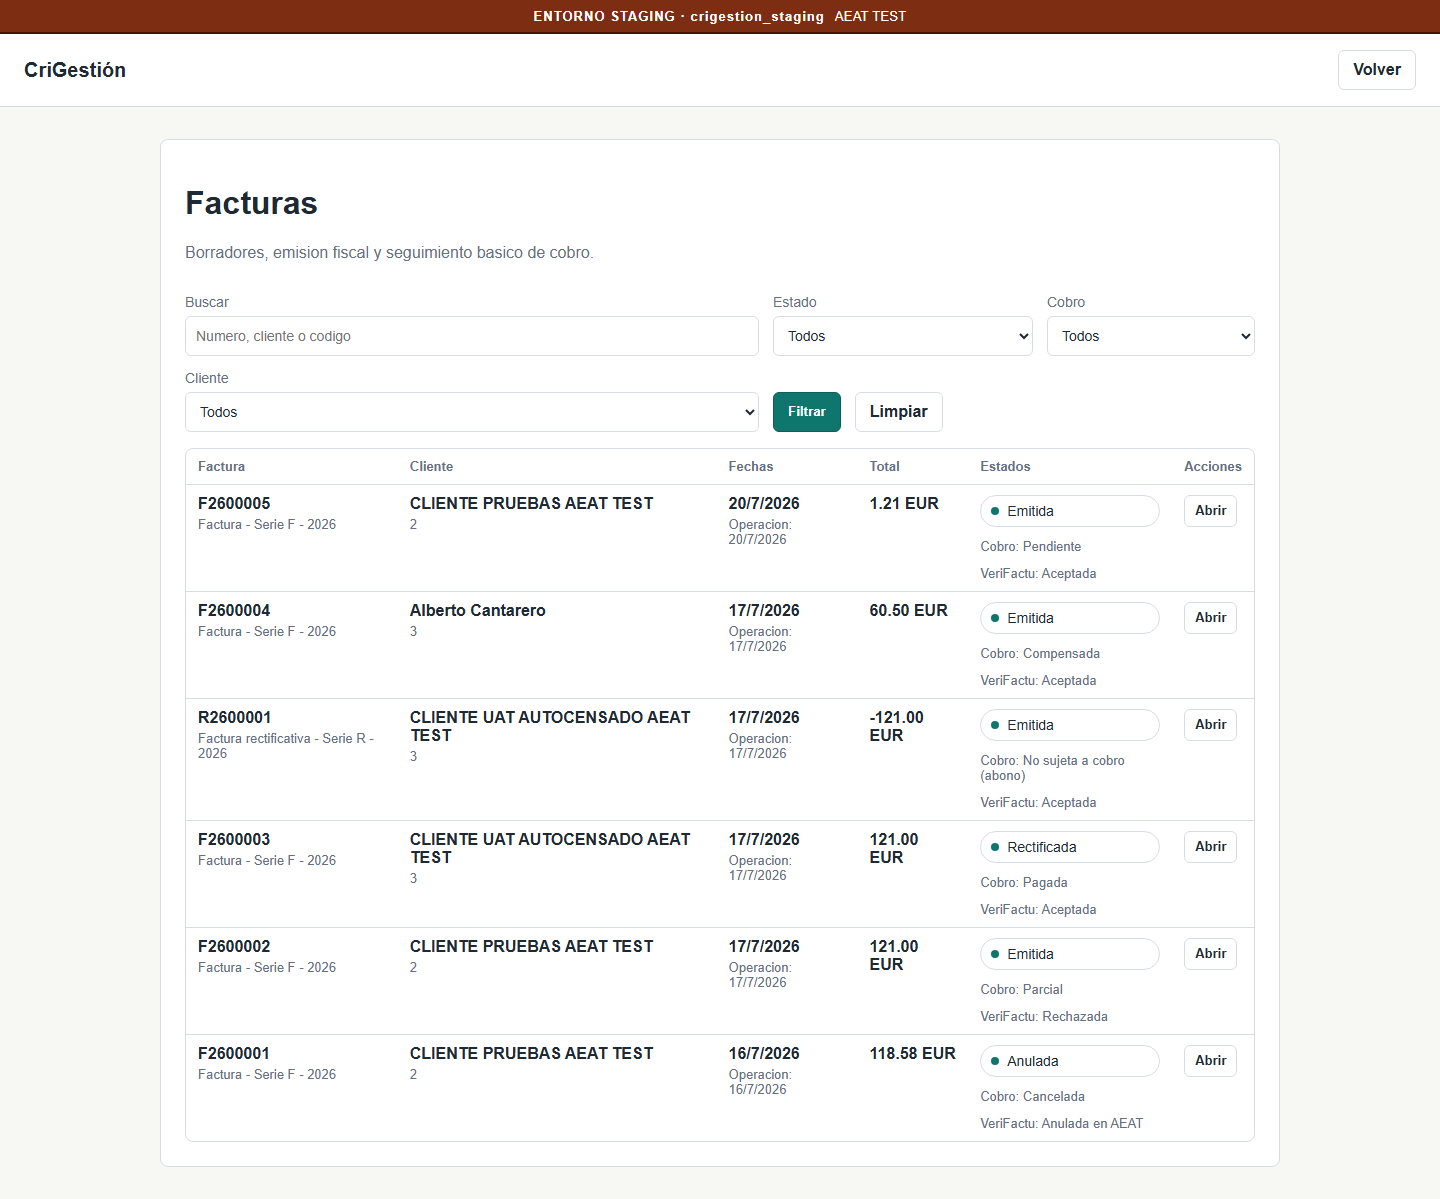 ENTORNO STAGING · crigestion_staging AEAT TEST
CriGestión
Volver
Facturas
Borradores, emision fiscal y seguimiento basico de cobro.
Buscar
Estado
Cobro
Numero, cliente o codigo
Todos
Todos
Cliente
Todos
Filtrar
Limpiar
Factura Cliente Fechas Total Estados Acciones
F2600005 CLIENTE PRUEBAS AEAT TEST 20/7/2026 1.21 EUR Emitida Abrir
Factura - Serie F - 2026 2 Operacion:
20/7/2026
Cobro: Pendiente
VeriFactu: Aceptada
F2600004 Alberto Cantarero 17/7/2026 60.50 EUR Emitida Abrir
Factura - Serie F - 2026 3 Operacion:
17/7/2026
Cobro: Compensada
VeriFactu: Aceptada
R2600001 CLIENTE UAT AUTOCENSADO AEAT 17/7/2026 -121.00 Emitida Abrir
TEST EUR
Factura rectificativa - Serie R - Operacion:
2026 3 17/7/2026
Cobro: No sujeta a cobro
(abono)
VeriFactu: Aceptada
F2600003 CLIENTE UAT AUTOCENSADO AEAT 17/7/2026 121.00 Rectificada Abrir
TEST EUR
Factura - Serie F - 2026 3 Operacion:
17/7/2026
Cobro: Pagada
VeriFactu: Aceptada
F2600002 CLIENTE PRUEBAS AEAT TEST 17/7/2026 121.00 Emitida Abrir
EUR
Factura - Serie F - 2026 2 Operacion:
17/7/2026
Cobro: Parcial
VeriFactu: Rechazada
F2600001 CLIENTE PRUEBAS AEAT TEST 16/7/2026 118.58 EUR Anulada Abrir
Factura - Serie F - 2026 2 Operacion:
16/7/2026
Cobro: Cancelada
VeriFactu: Anulada en AEAT